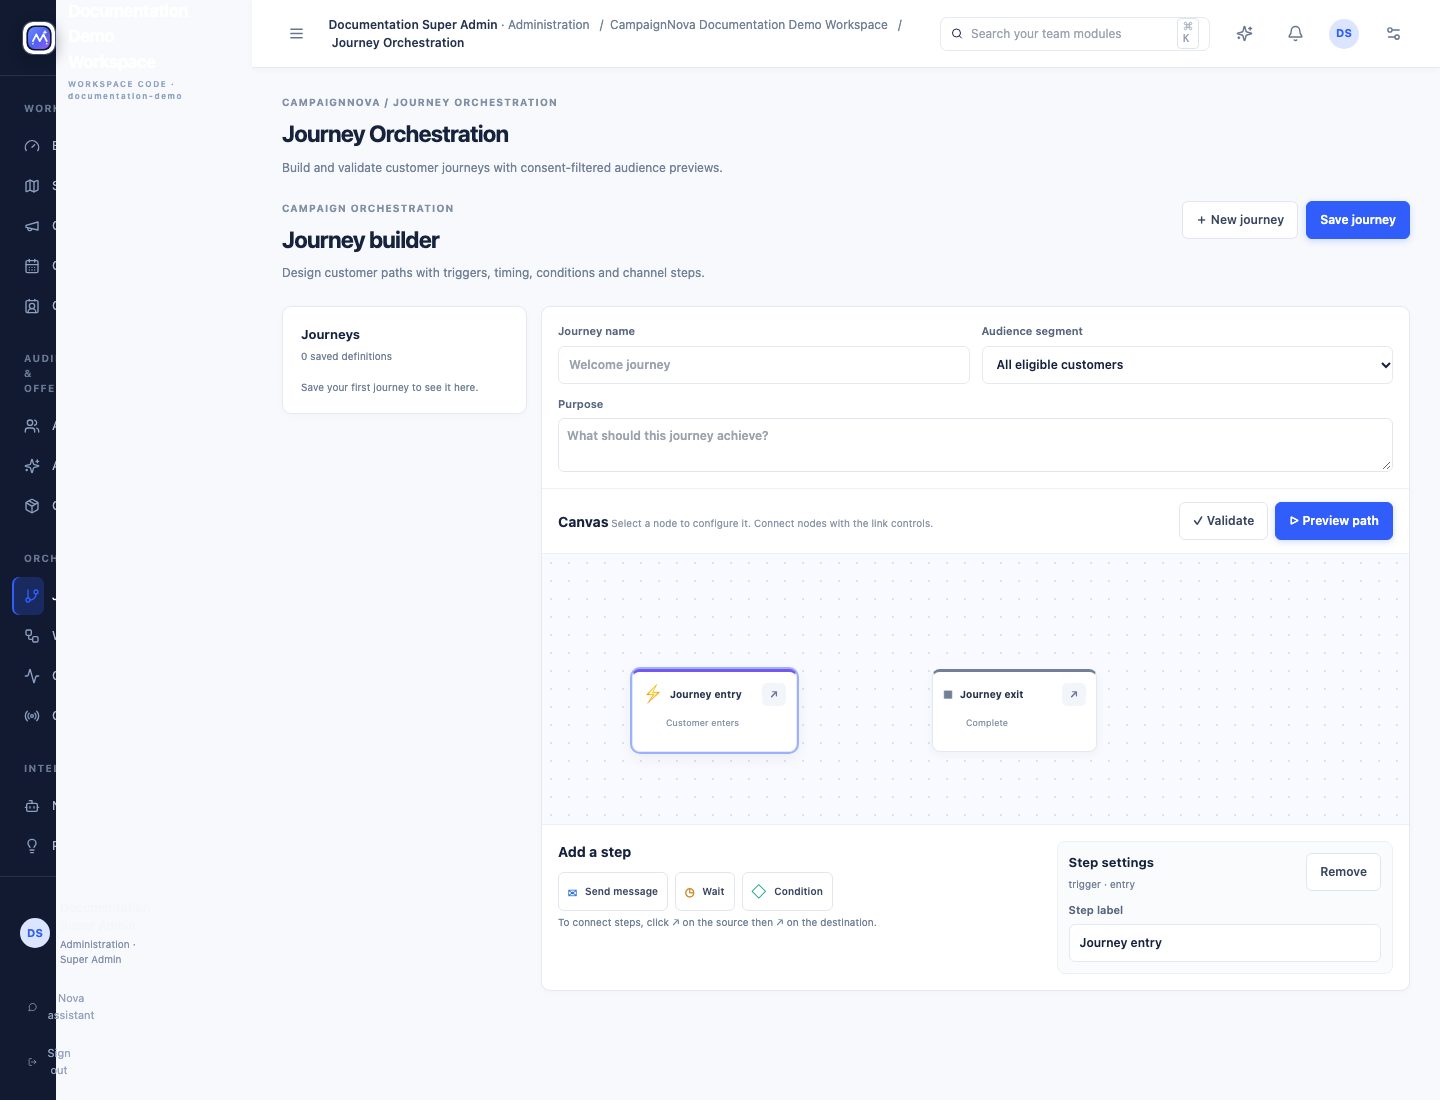 Documentation
Demo
Workspace
WORKSPACE CODE ·
documentation-demo
WORK
AUDI
&
OFFE
ORCH
INTE
DS
Administration ·
Super Admin
Nova
assistant
Sign
out
Documentation Super Admin · Administration / CampaignNova Documentation Demo Workspace /
Journey Orchestration
Search your team modules
⌘
K
DS
CAMPAIGNNOVA / JOURNEY ORCHESTRATION
Journey Orchestration
Build and validate customer journeys with consent-filtered audience previews.
CAMPAIGN ORCHESTRATION
Journey builder
Design customer paths with triggers, timing, conditions and channel steps.
+ New journey
Save journey
Journeys
0 saved definitions
Save your first journey to see it here.
Journey name
Audience segment
Welcome journey
All eligible customers
Purpose
What should this journey achieve?
Canvas Select a node to configure it. Connect nodes with the link controls.
✓ Validate
▷ Preview path
⚡ Journey entry ↗
Customer enters
■ Journey exit ↗
Complete
Add a step
✉ Send message
◷ Wait
◇ Condition
To connect steps, click ↗ on the source then ↗ on the destination.
Step settings
trigger · entry
Remove
Step label
Journey entry